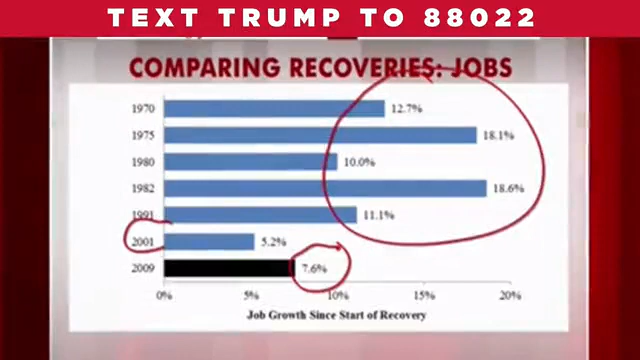 TEXT TRUMP TO 88022
COMPARING RECOVERIES: JOBS
1970 12.7%
1975 18.1%
1980 10.0%
1982 18.6%
1991 11.1%
2001 5.2%
2009 7.6%
0% 5% 10% 15% 20%
Job Growth Since Start of Recovery